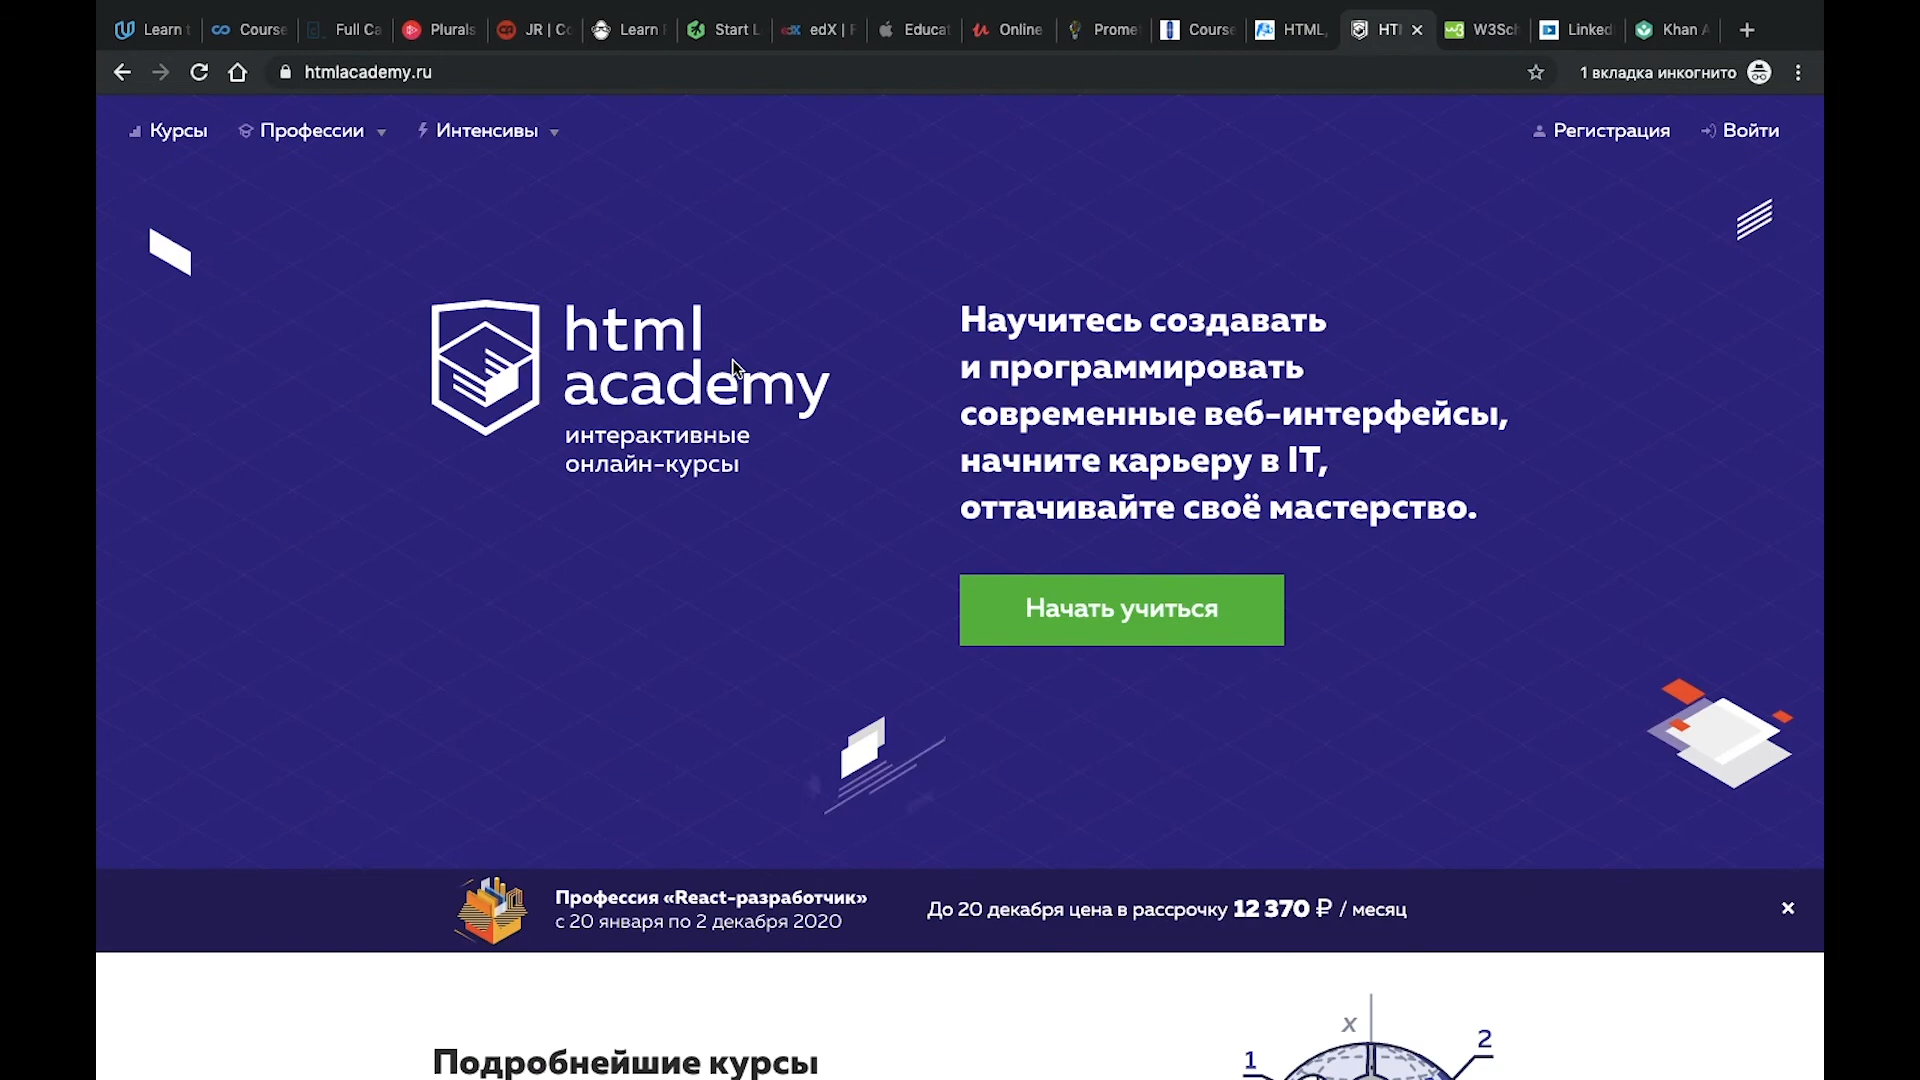 Learn
Course
Full Ca
Plurals
JR | Co
Learn
Start L
edX |
Educat
Online
Prome
Course
HTML,
HTI
W3Sch
Linked
Khan A
htmlacademy.ru
1 вкладка инкогнито
Курсы
Профессии
Интенсивы
Регистрация
Войти
html
academy
интерактивные
онлайн-курсы
Научитесь создавать
и программировать
современные веб-интерфейсы,
начните карьеру в IT,
оттачивайте своё мастерство.
Начать учиться
Профессия «React-разработчик»
с 20 января по 2 декабря 2020
До 20 декабря цена в рассрочку 12 370 ₽ / месяц
Подробнейшие курсы
x
1
2